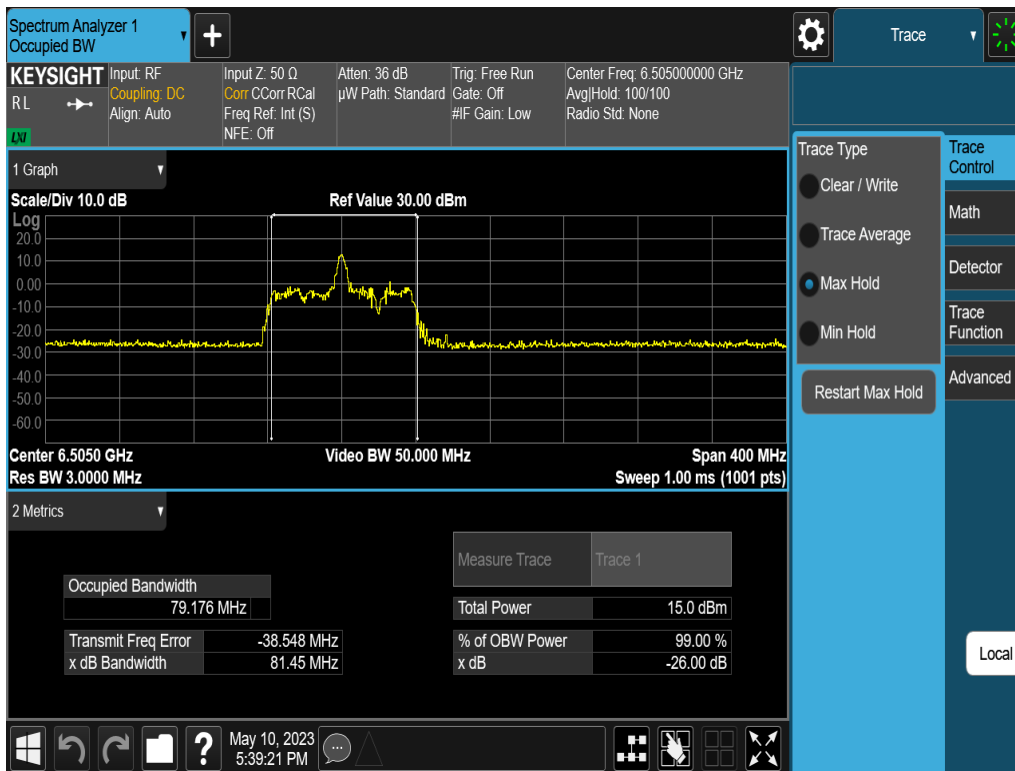 Spectrum Analyzer 1
Occupied BW
Trace
KEYSIGHT
R L
LXI
Input: RF
Coupling: DC
Align: Auto
Input Z: 50 Ω
Corr CCorr RCal
Freq Ref: Int (S)
NFE: Off
Atten: 36 dB
µW Path: Standard
Trig: Free Run
Gate: Off
#IF Gain: Low
Center Freq: 6.505000000 GHz
Avg|Hold: 100/100
Radio Std: None
1 Graph
Scale/Div 10.0 dB
Ref Value 30.00 dBm
Log
20.0
10.0
0.00
-10.0
-20.0
-30.0
-40.0
-50.0
-60.0
Center 6.5050 GHz
Video BW 50.000 MHz
Span 400 MHz
Res BW 3.0000 MHz
Sweep 1.00 ms (1001 pts)
2 Metrics
Measure Trace
Trace 1
Occupied Bandwidth
79.176 MHz
Total Power
15.0 dBm
Transmit Freq Error
-38.548 MHz
% of OBW Power
99.00 %
x dB Bandwidth
81.45 MHz
x dB
-26.00 dB
Trace Type
Clear / Write
Trace Average
Max Hold
Min Hold
Restart Max Hold
Trace
Control
Math
Detector
Trace
Function
Advanced
Local
?
May 10, 2023
5:39:21 PM